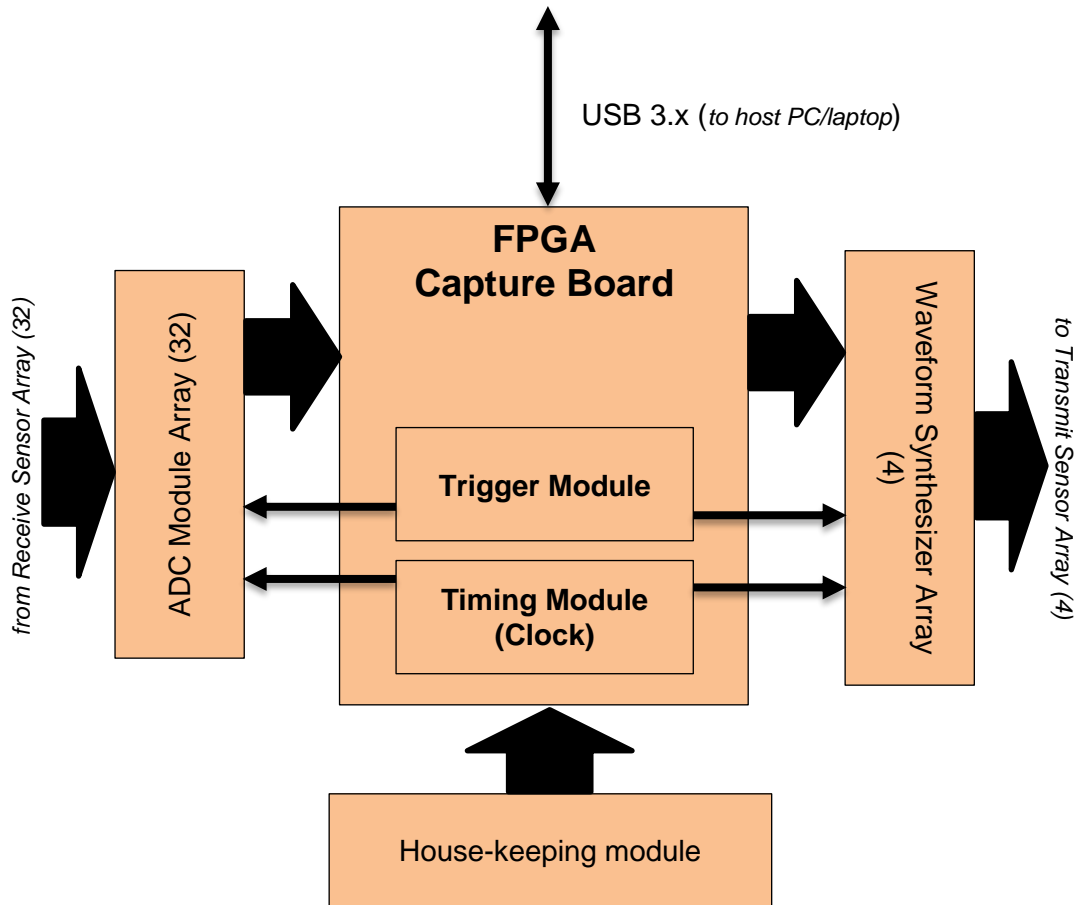 USB 3.x (to host PC/laptop)
FPGA
Capture Board
from Receive Sensor Array (32)
ADC Module Array (32)
Trigger Module
Timing Module
(Clock)
Waveform Synthesizer Array
(4)
to Transmit Sensor Array (4)
House-keeping module